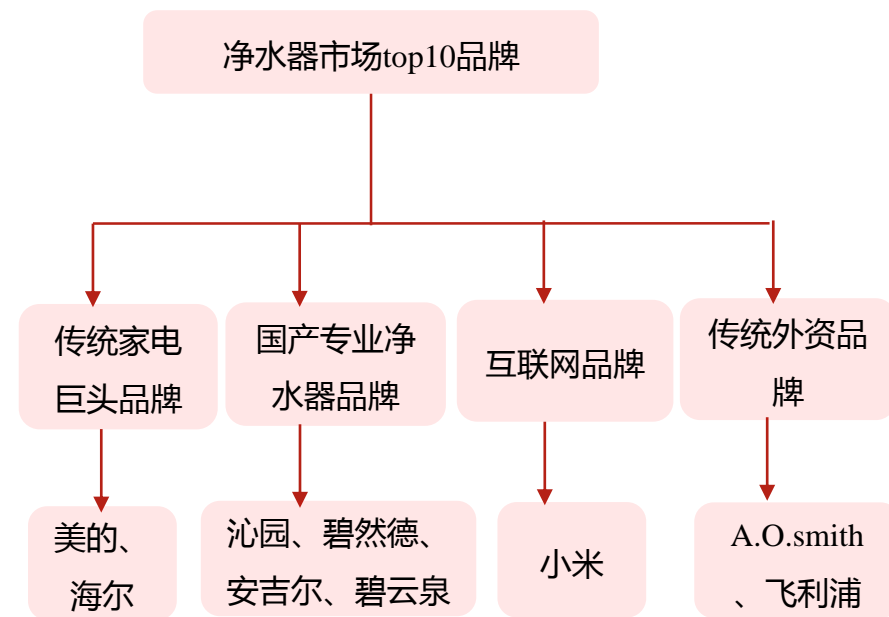 净水器市场top10品牌
传统家电
巨头品牌
国产专业净
水器品牌
互联网品牌
传统外资品
牌
美的、
海尔
沁园、碧然德、
安吉尔、碧云泉
小米
A.O.smith
、飞利浦